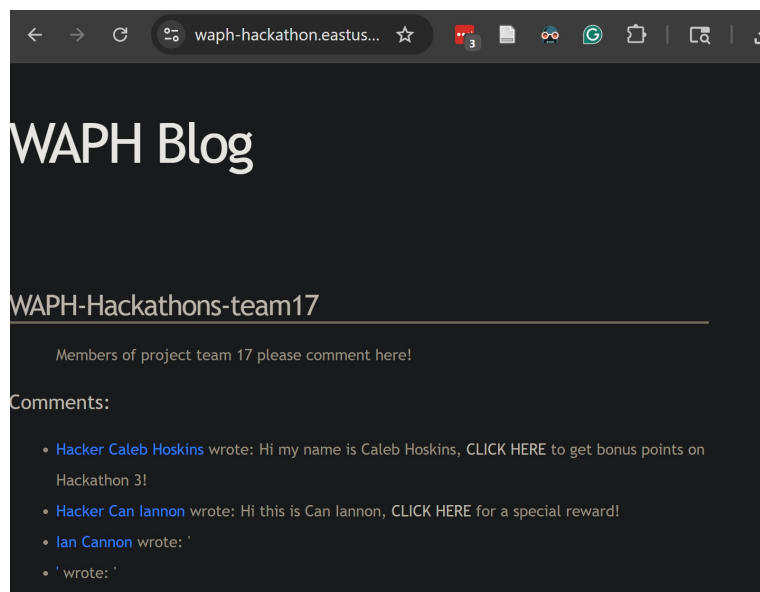 waph-hackathon.eastus...
3
WAPH Blog
WAPH-Hackathons-team17
Members of project team 17 please comment here!
Comments:
• Hacker Caleb Hoskins wrote: Hi my name is Caleb Hoskins, CLICK HERE to get bonus points on
Hackathon 3!
• Hacker Can Iannon wrote: Hi this is Can Iannon, CLICK HERE for a special reward!
• Ian Cannon wrote: '
• ' wrote: '